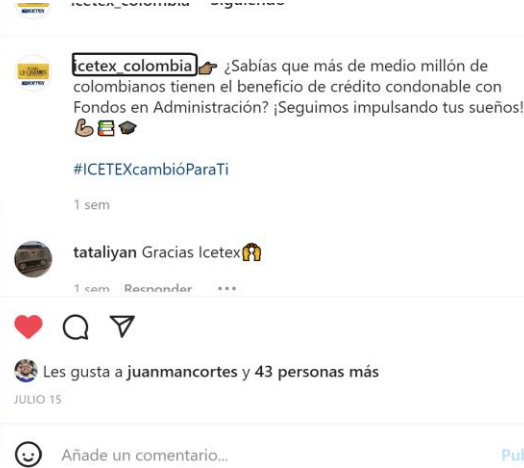 icetex_colombia Siguiendo
icetex_colombia 👉🏽 ¿Sabías que más de medio millón de
colombianos tienen el beneficio de crédito condonable con
Fondos en Administración? ¡Seguimos impulsando tus sueños!
💪🏼📚🎓
#ICETEXcambióParaTi
1 sem
tataliyan Gracias Icetex🙌
1 sem Responder •••
Les gusta a juanmancortes y 43 personas más
JULIO 15
Añade un comentario...